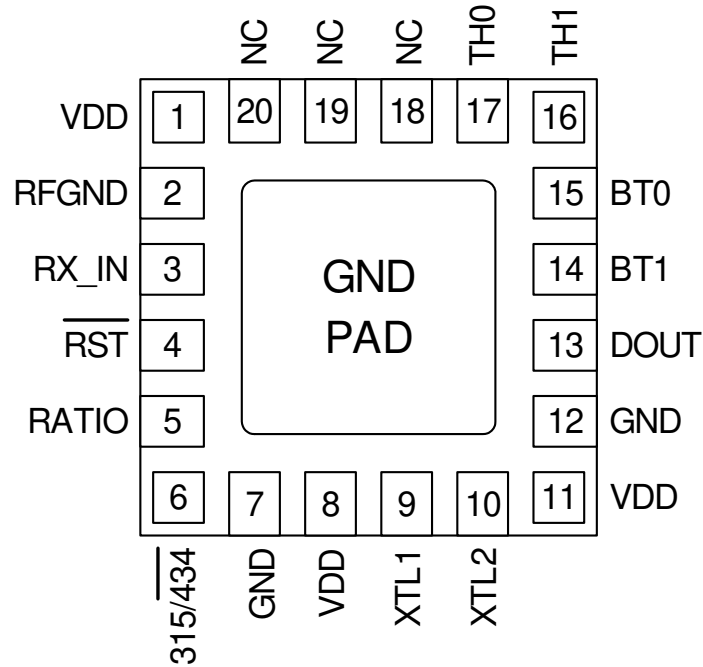 NC NC NC TH0 TH1
VDD 1 20 19 18 17 16
RFGND 2 15 BT0
RX_IN 3 GND 14 BT1
RST 4 PAD 13 DOUT
RATIO 5 12 GND
6 7 8 9 10 11 VDD
315/434 GND VDD XTL1 XTL2